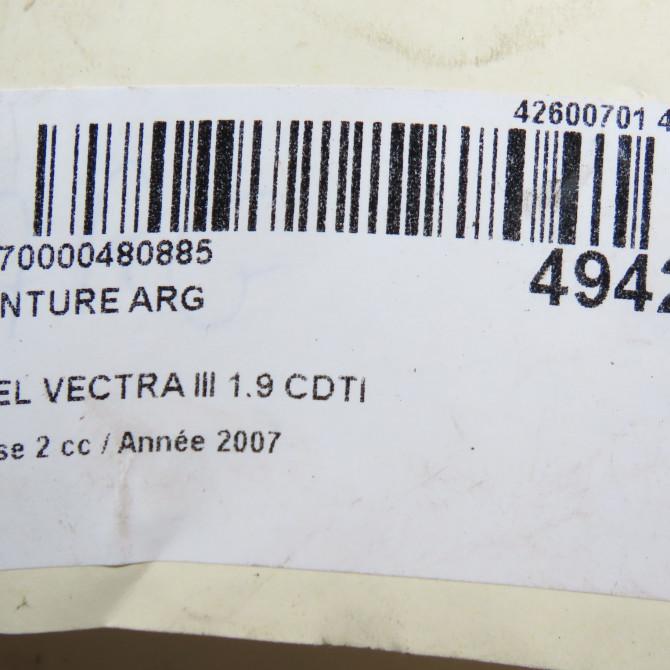 42600701 4
70000480885
4942
NTURE ARG
EL VECTRA III 1.9 CDTI
se 2 cc / Année 2007